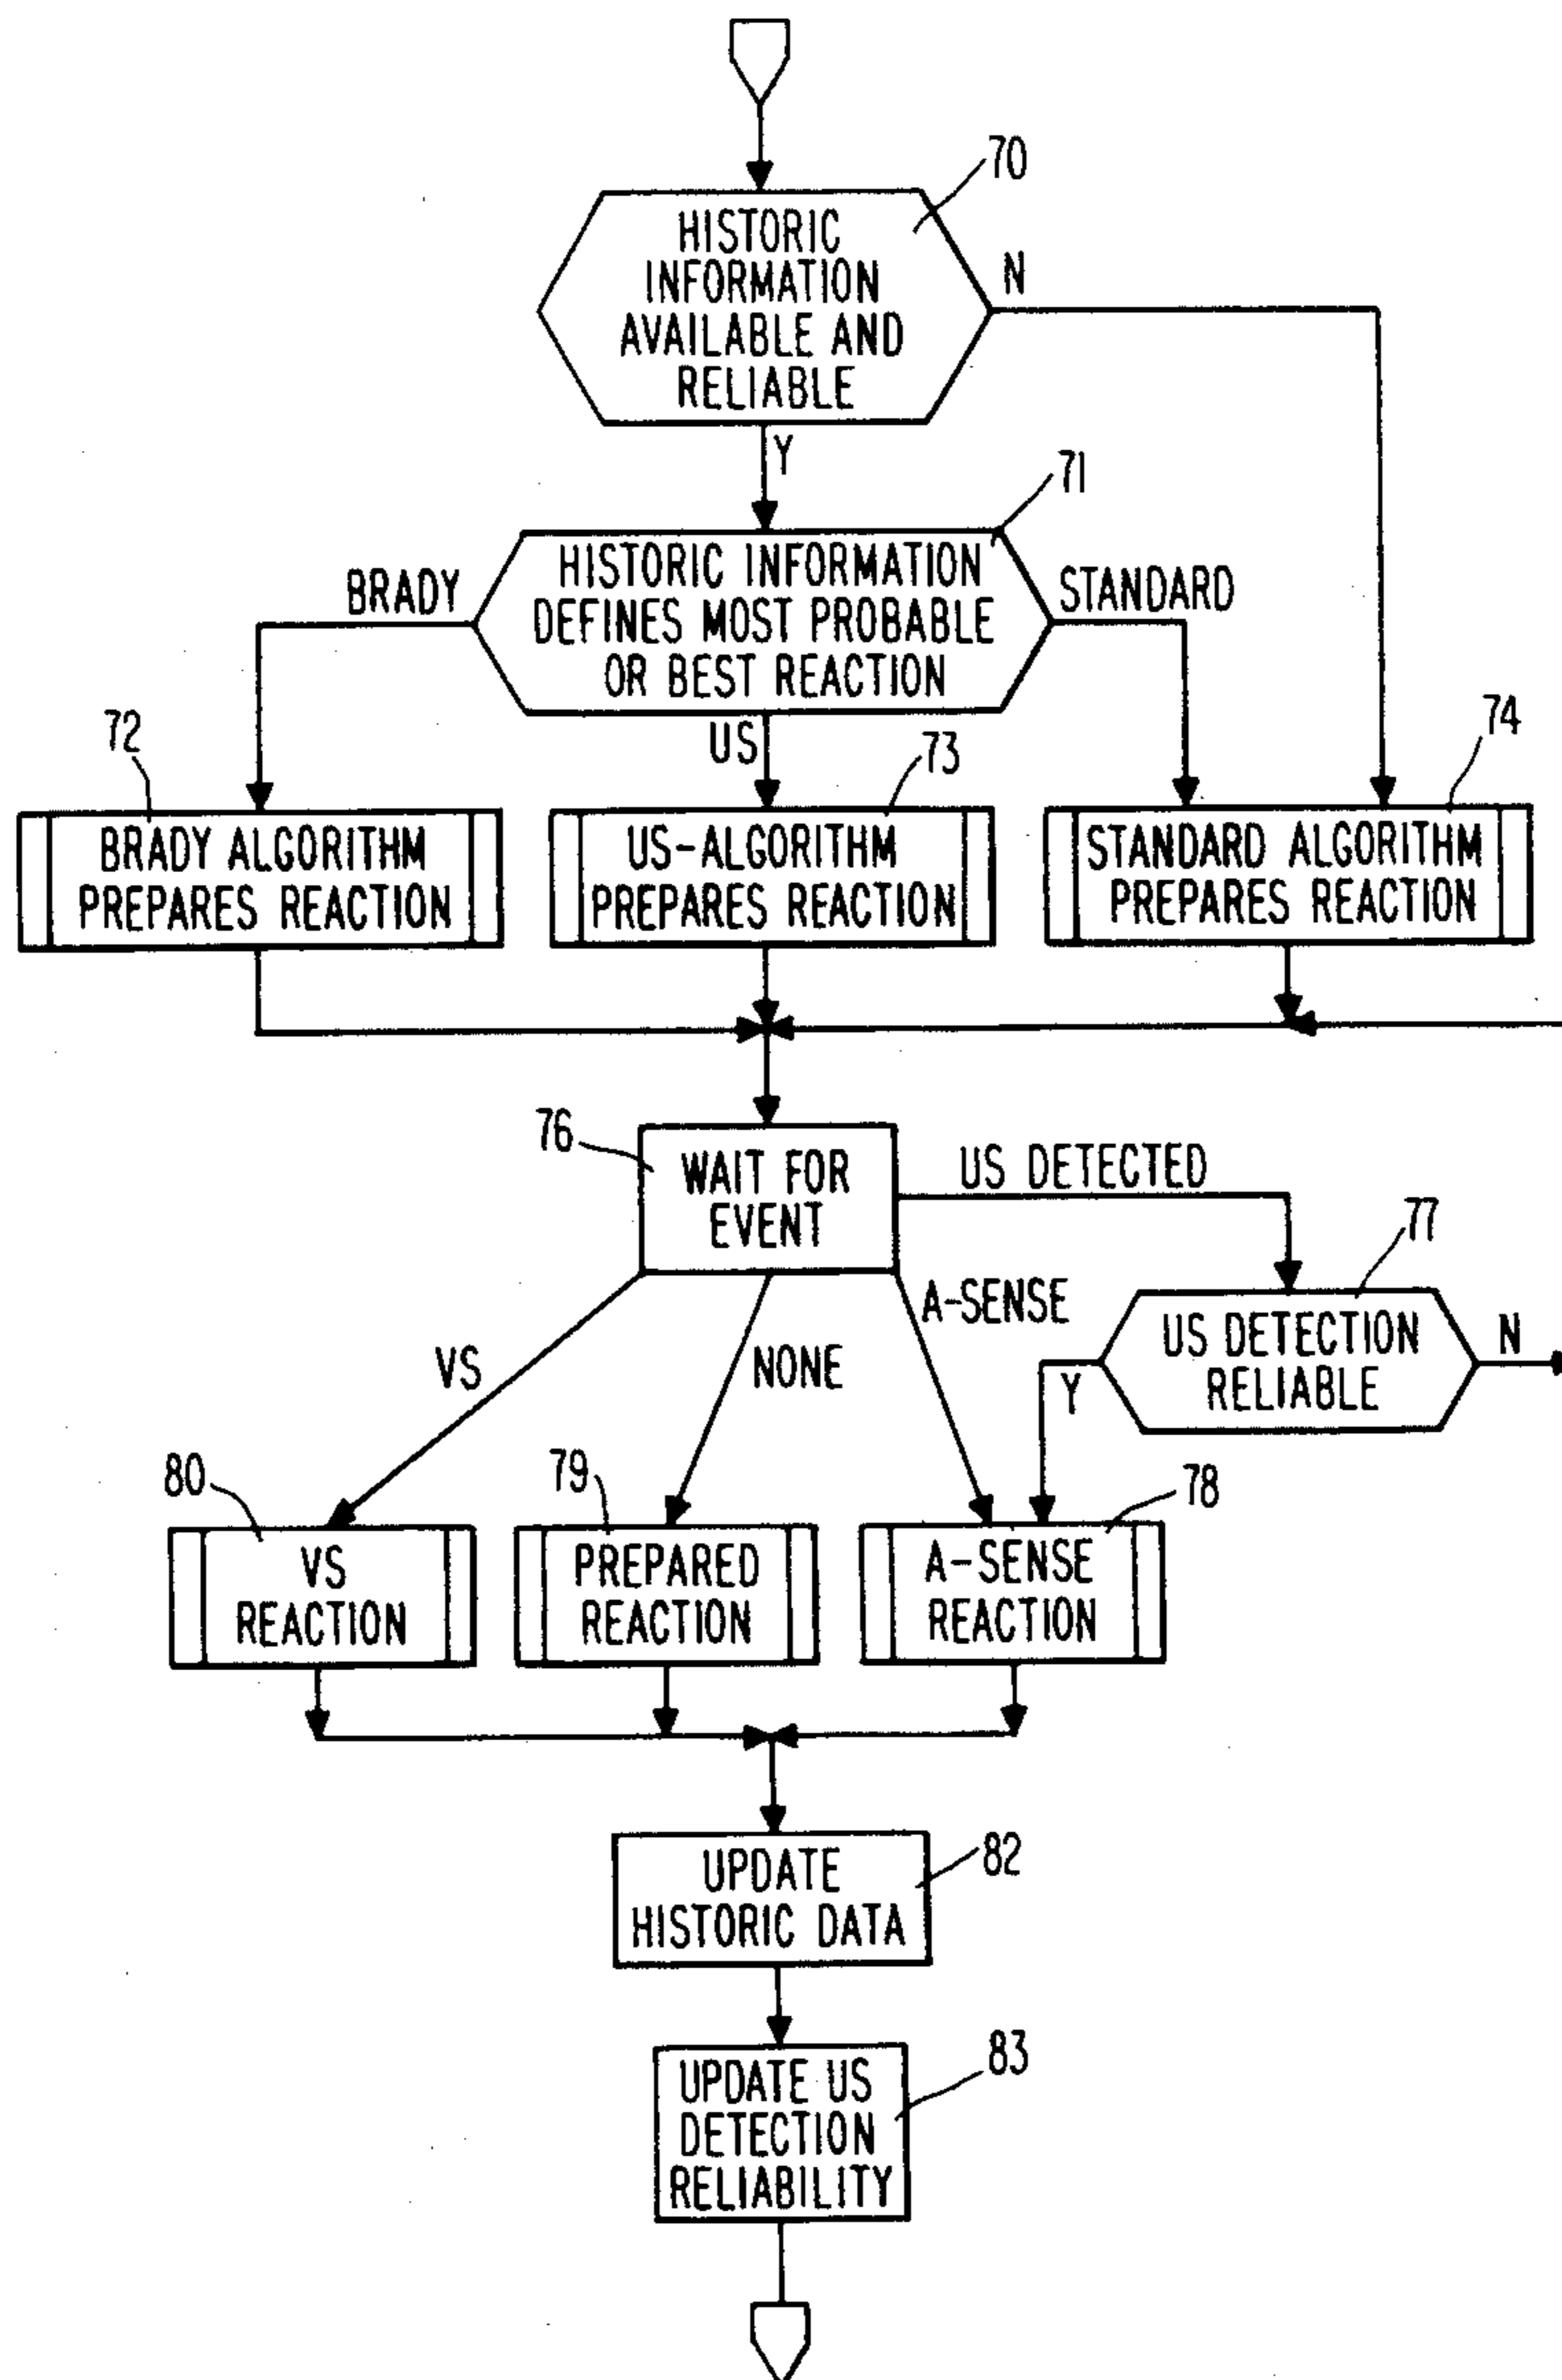 70
HISTORIC
INFORMATION
AVAILABLE AND
RELIABLE
N
Y
71
HISTORIC INFORMATION
DEFINES MOST PROBABLE
OR BEST REACTION
BRADY
STANDARD
US
72
BRADY ALGORITHM
PREPARES REACTION
73
US-ALGORITHM
PREPARES REACTION
74
STANDARD ALGORITHM
PREPARES REACTION
76
WAIT FOR
EVENT
US DETECTED
77
US DETECTION
RELIABLE
N
Y
A-SENSE
NONE
VS
80
VS
REACTION
79
PREPARED
REACTION
78
A-SENSE
REACTION
82
UPDATE
HISTORIC DATA
83
UPDATE US
DETECTION
RELIABILITY